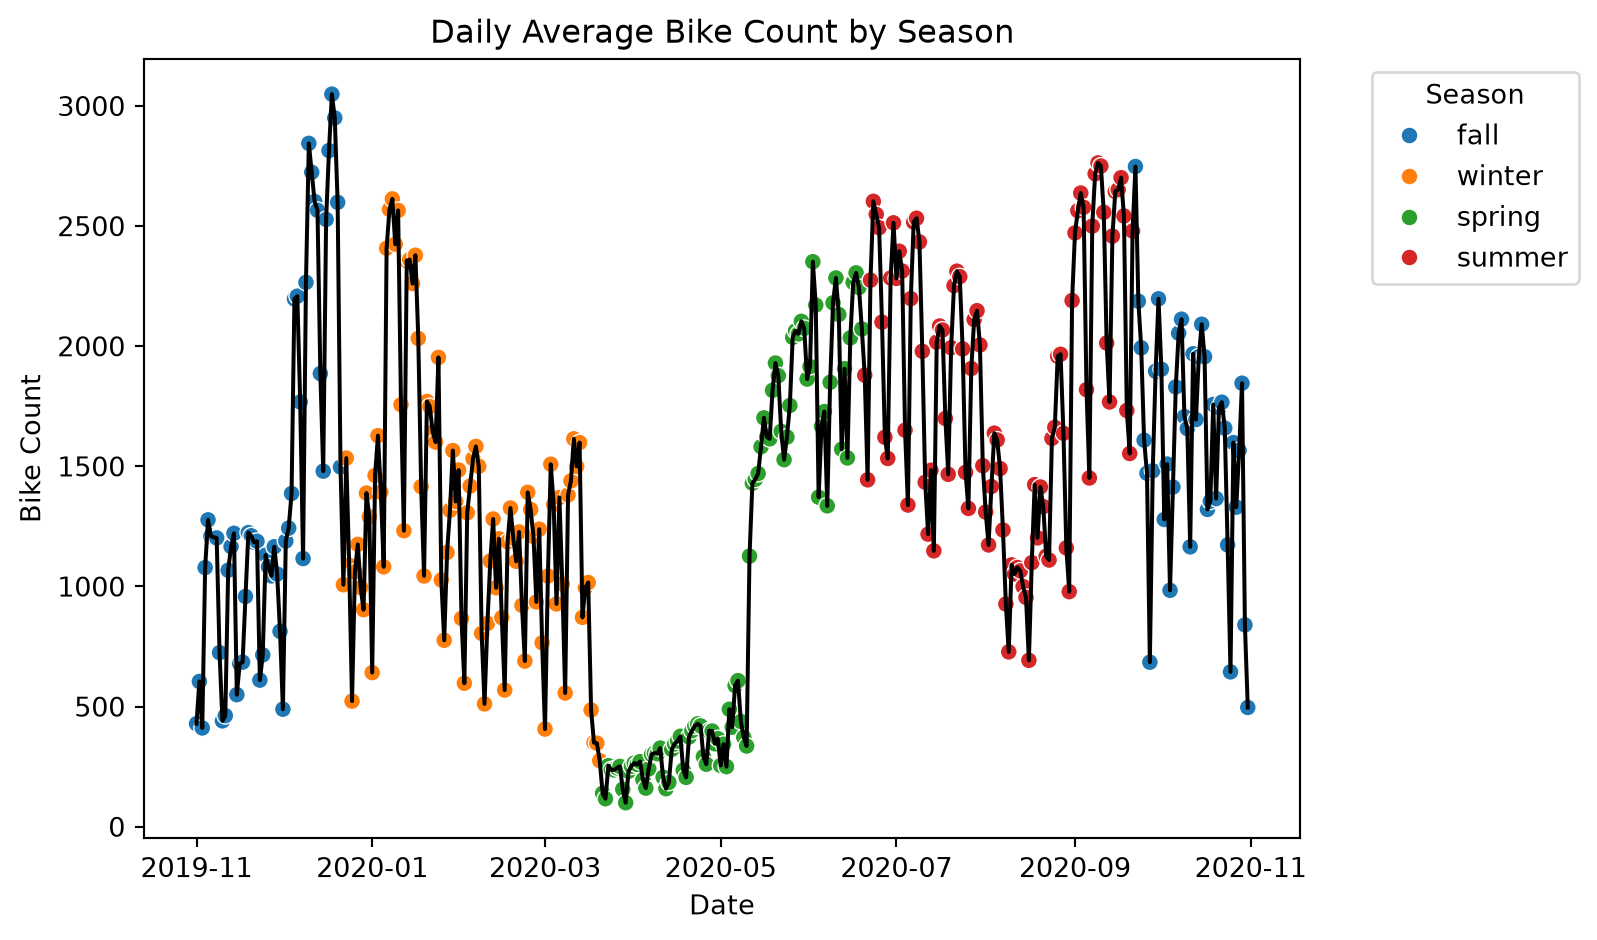 Daily Average Bike Count by Season
Season
fall
winter
spring
summer
Bike Count
3000
2500
2000
1500
1000
500
0
2019-11
2020-01
2020-03
2020-05
2020-07
2020-09
2020-11
Date